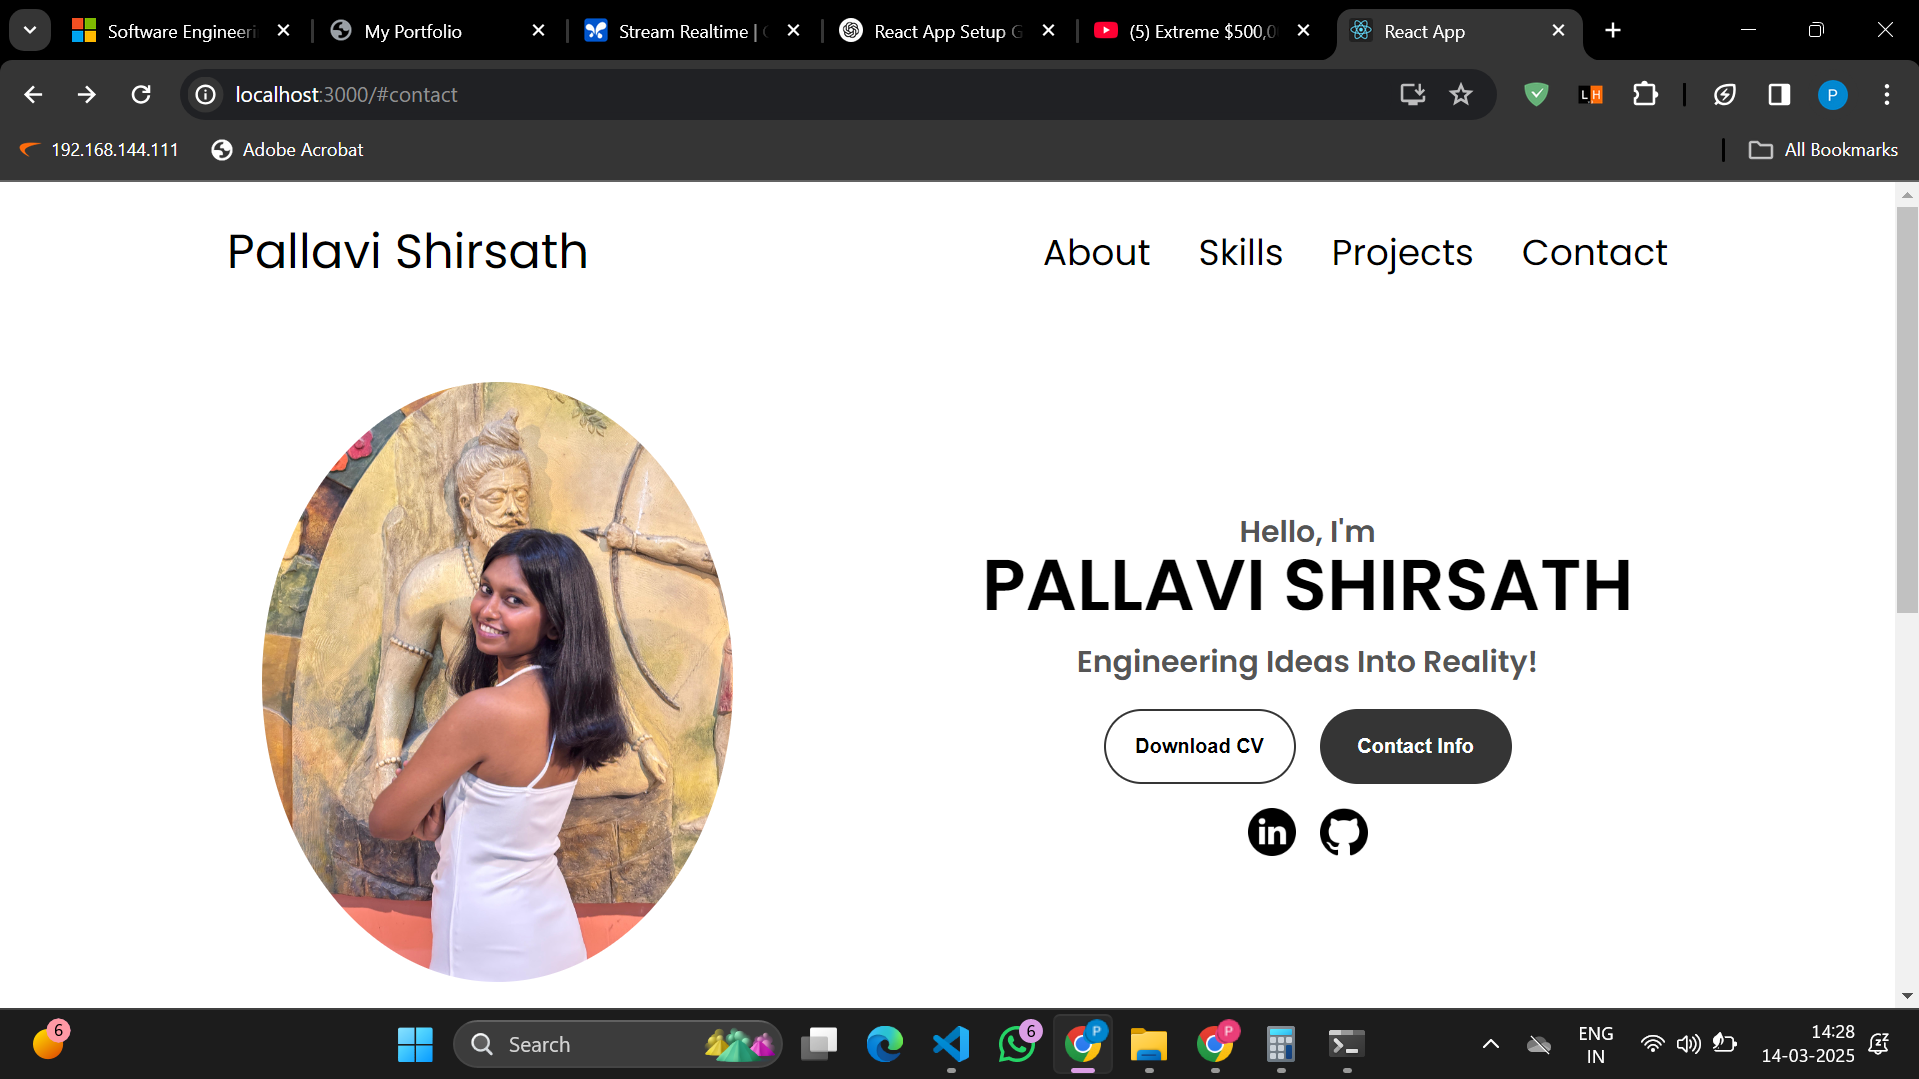 Software Engineeri
My Portfolio
Stream Realtime |
React App Setup G
(5) Extreme $500,0
React App
localhost:3000/#contact
L H
P
192.168.144.111
Adobe Acrobat
All Bookmarks
Pallavi Shirsath
About
Skills
Projects
Contact
Hello, I'm
PALLAVI SHIRSATH
Engineering Ideas Into Reality!
Download CV
Contact Info
in
6
Search
6
P
P
ENG
IN
14:28
14-03-2025